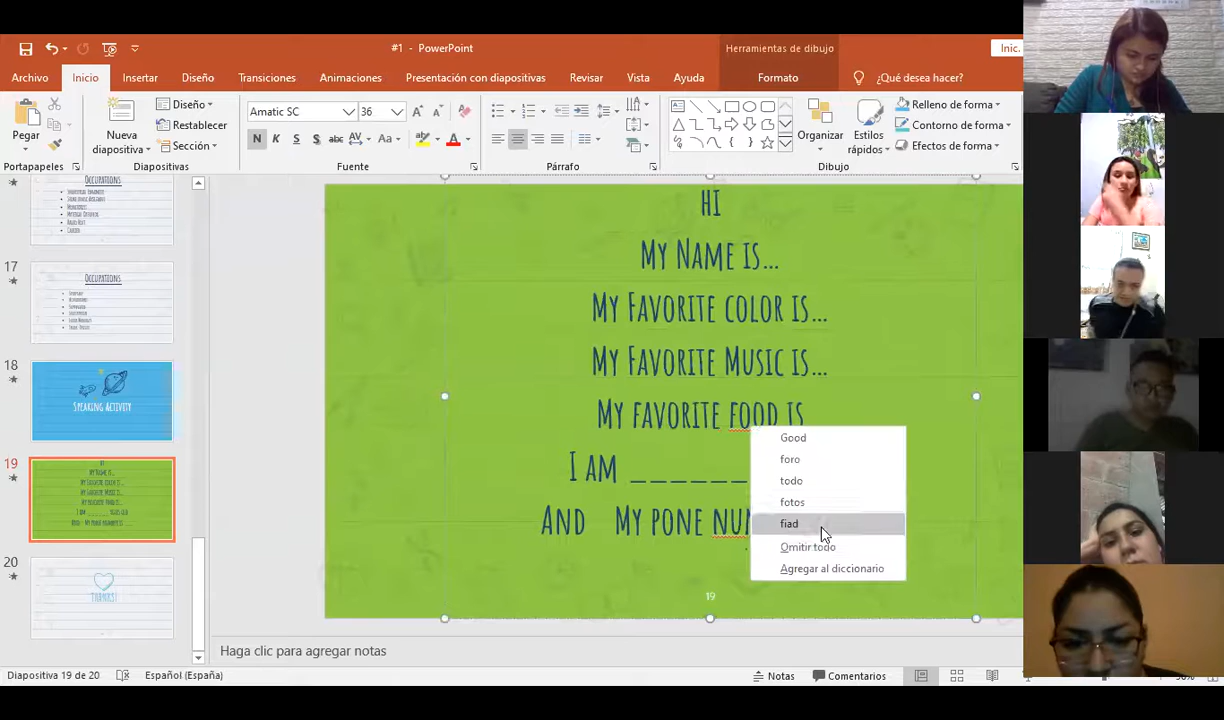 #1 - PowerPoint
Herramientas de dibujo
Inic.
Archivo
Inicio
Insertar
Diseño
Transiciones
Animaciones
Presentación con diapositivas
Revisar
Vista
Ayuda
Formato
¿Qué desea hacer?
Pegar
Nueva diapositiva
Diseño
Restablecer
Sección
Amatic SC
36
N K S S abc AV Aa A
Organizar
Estilos rápidos
Relleno de forma
Contorno de forma
Efectos de forma
Portapapeles
Diapositivas
Fuente
Párrafo
Dibujo
Occupations
17
Occupations
18
Speaking Activity
19
20
THANKS!
HI
My Name is...
My Favorite color is...
My Favorite Music is...
My favorite food is
I am _ _ _ _ _ _
And My pone
19
Good
foro
todo
fotos
fiad
Omitir todo
Agregar al diccionario
Haga clic para agregar notas
Diapositiva 19 de 20
Español (España)
Notas
Comentarios